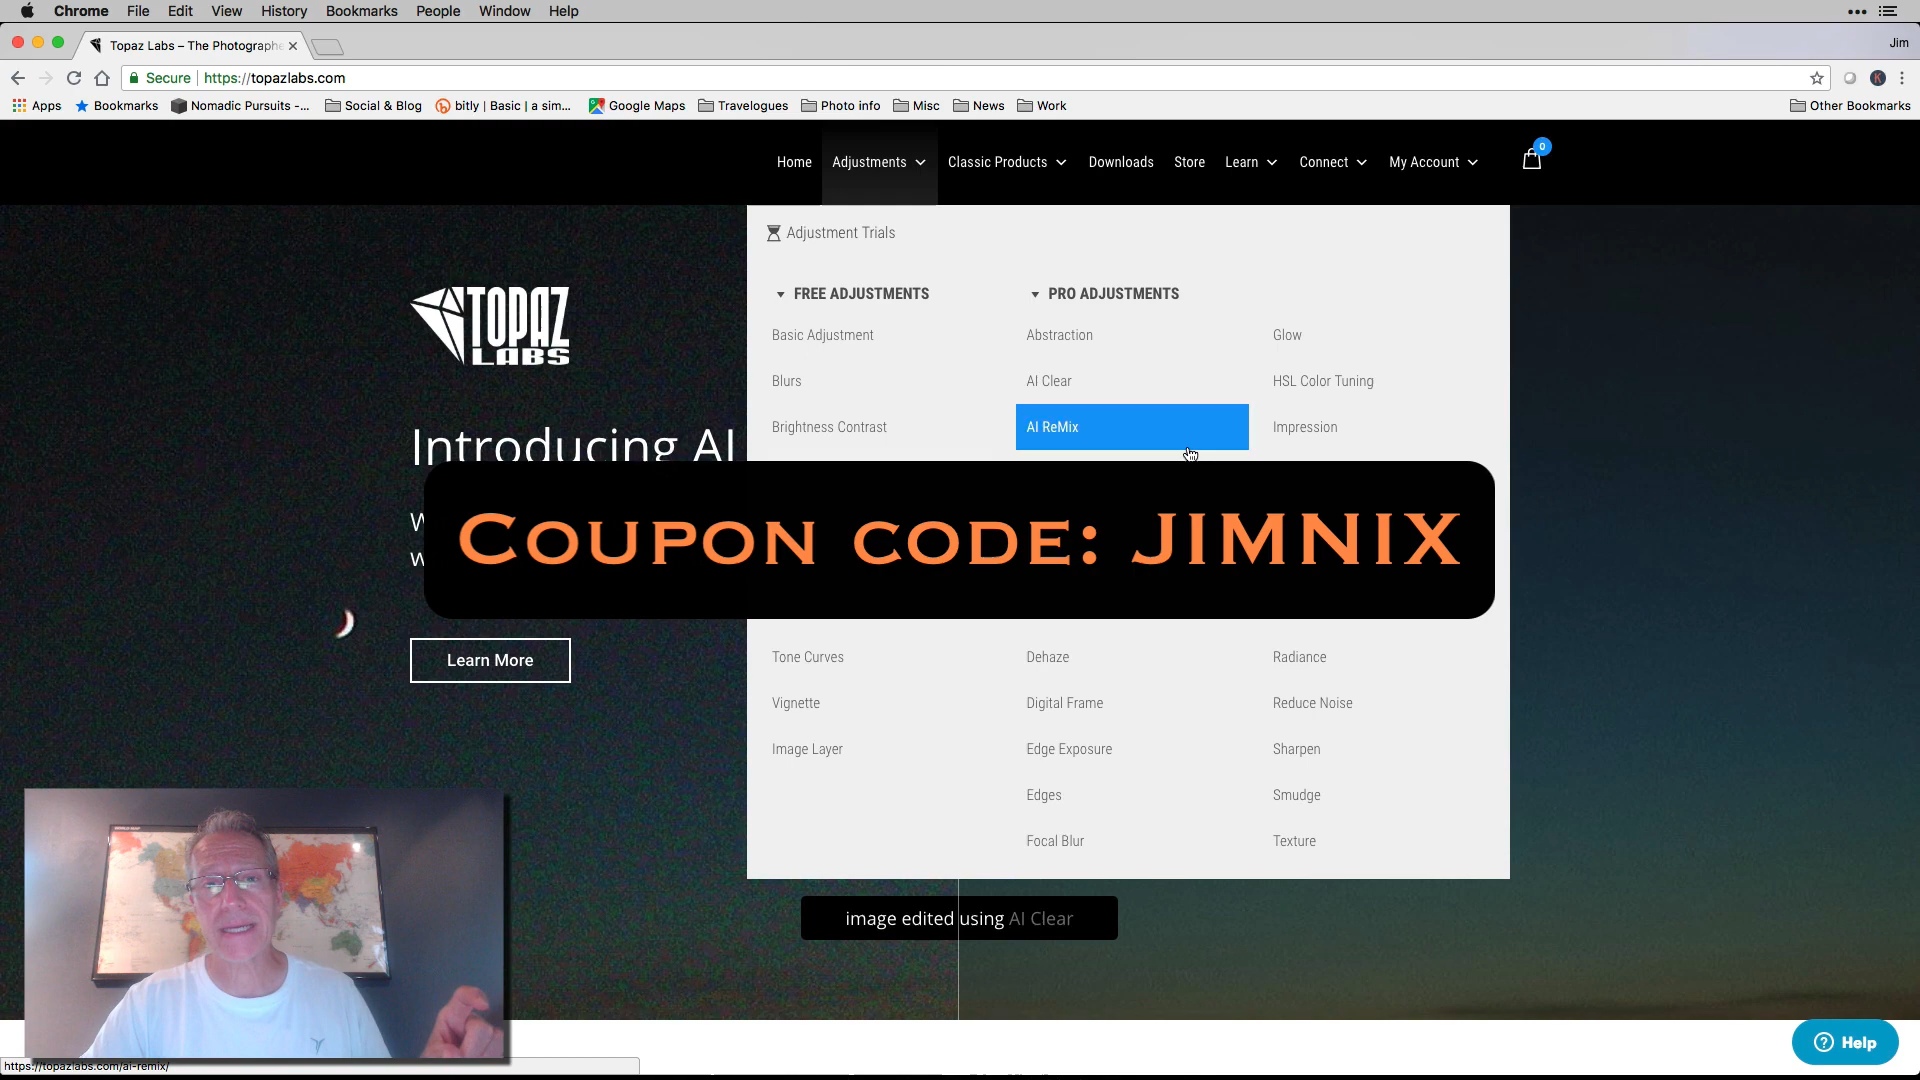 Chrome File Edit View History Bookmarks People Window Help
Topaz Labs – The Photographe
Jim
Secure https://topazlabs.com
Apps Bookmarks Nomadic Pursuits -... Social & Blog bitly | Basic | a sim... Google Maps Travelogues Photo info Misc News Work Other Bookmarks
Home Adjustments Classic Products Downloads Store Learn Connect My Account 0
Adjustment Trials
FREE ADJUSTMENTS PRO ADJUSTMENTS
TOPAZ
LABS
Basic Adjustment Abstraction Glow
Blurs AI Clear HSL Color Tuning
Brightness Contrast AI ReMix Impression
Introducing AI
COUPON CODE: JIMNIX
Learn More
Tone Curves Dehaze Radiance
Vignette Digital Frame Reduce Noise
Image Layer Edge Exposure Sharpen
Edges Smudge
Focal Blur Texture
image edited using AI Clear
Help
https://topazlabs.com/ai-remix/